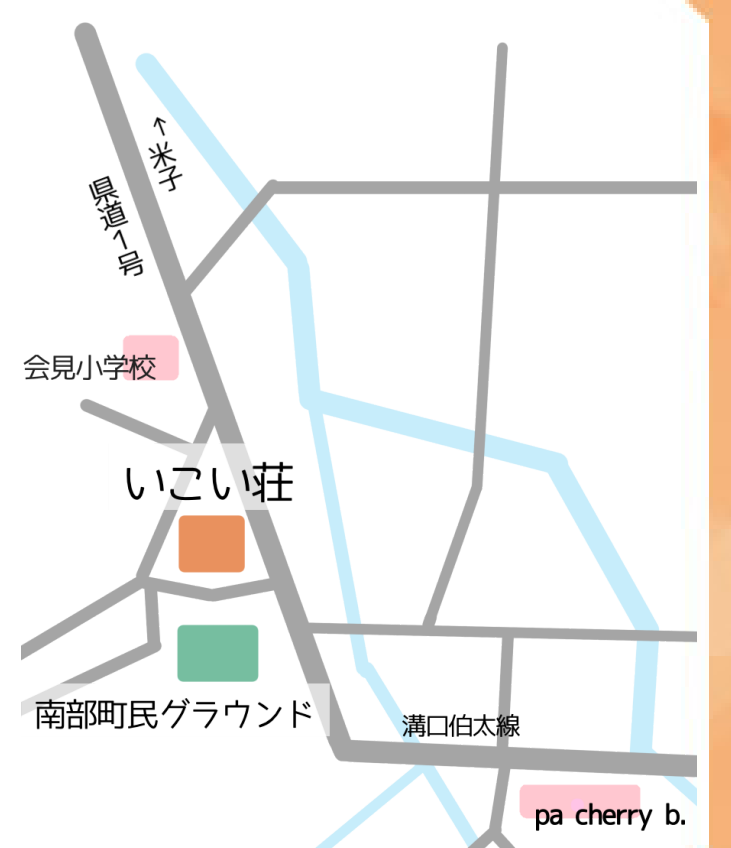 ↑米子
県道1号
会見小学校
いこい荘
南部町民グラウンド
溝口伯太線
pa cherry b.